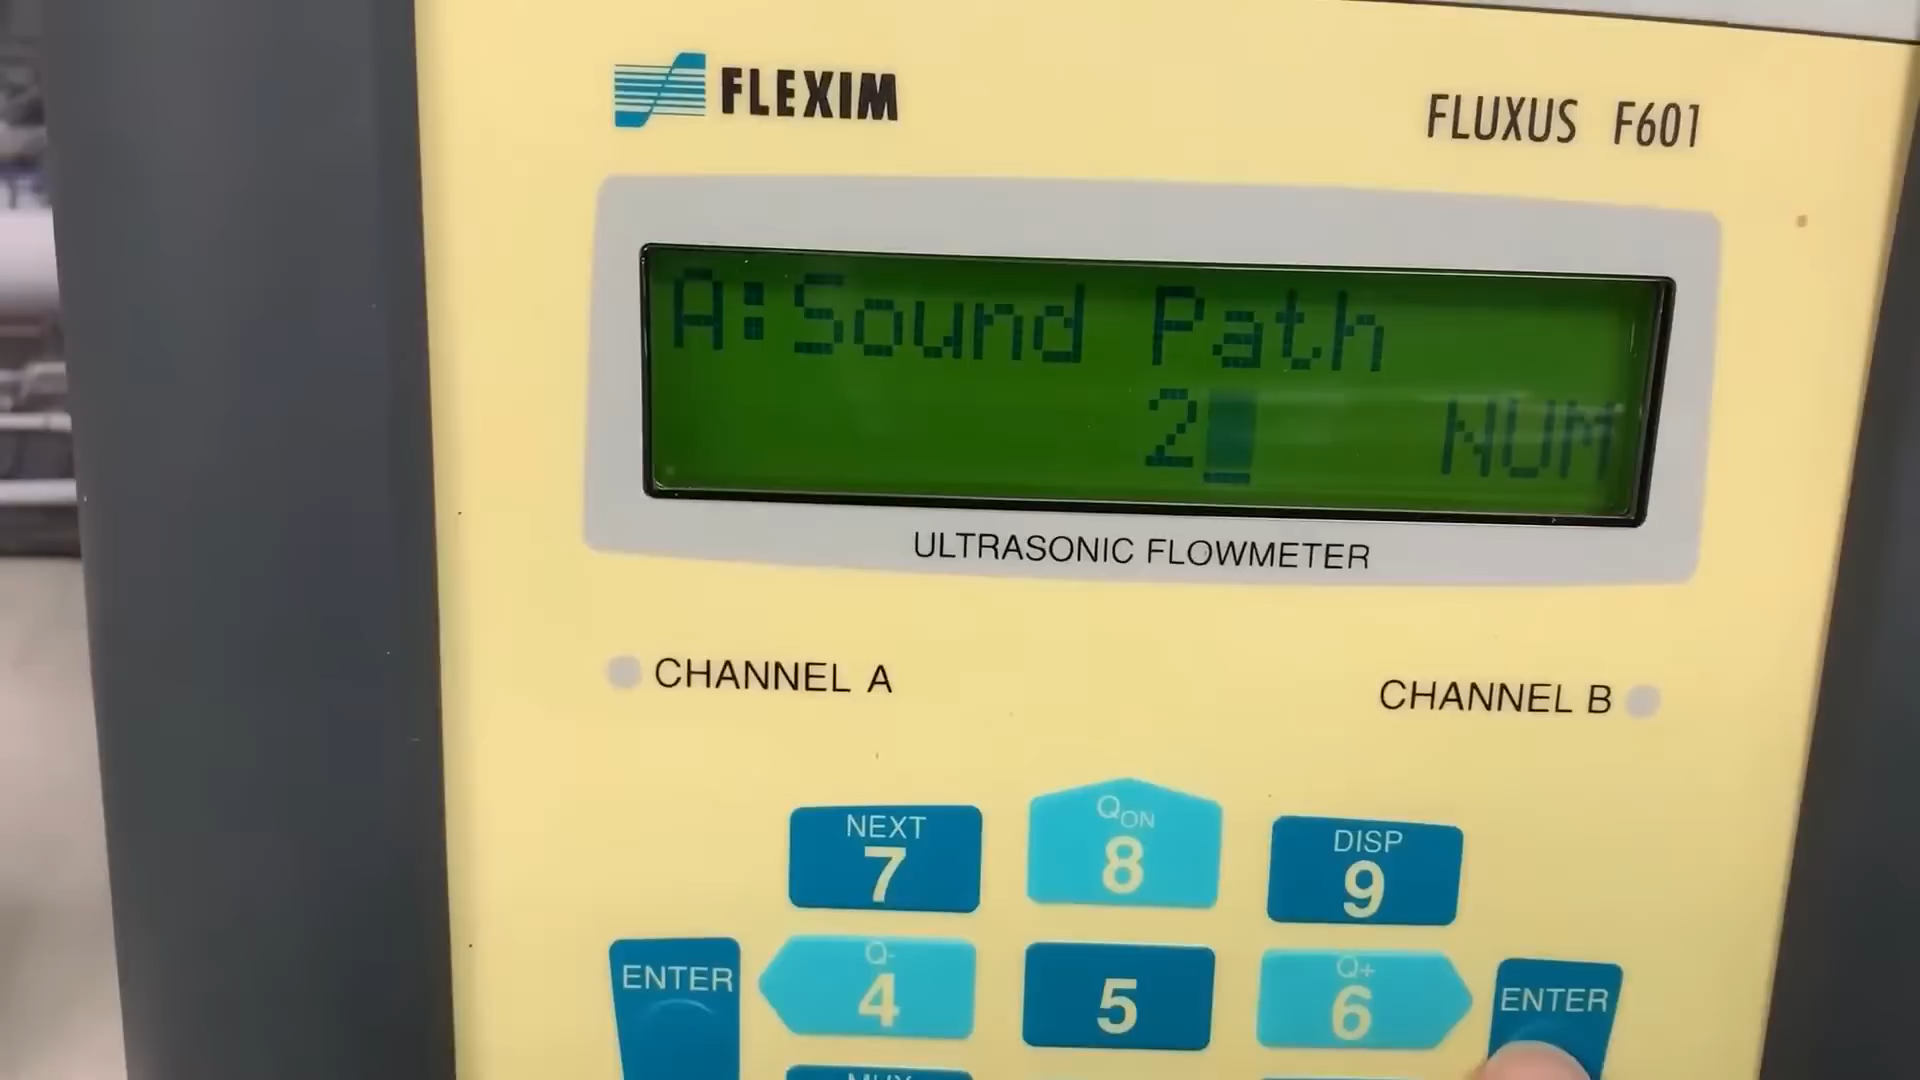 FLEXIM
FLUXUS F601
A:Sound Path
2 NUM
ULTRASONIC FLOWMETER
CHANNEL A
CHANNEL B
NEXT
7
QON
8
DISP
9
ENTER
Q-
4
5
Q+
6
ENTER